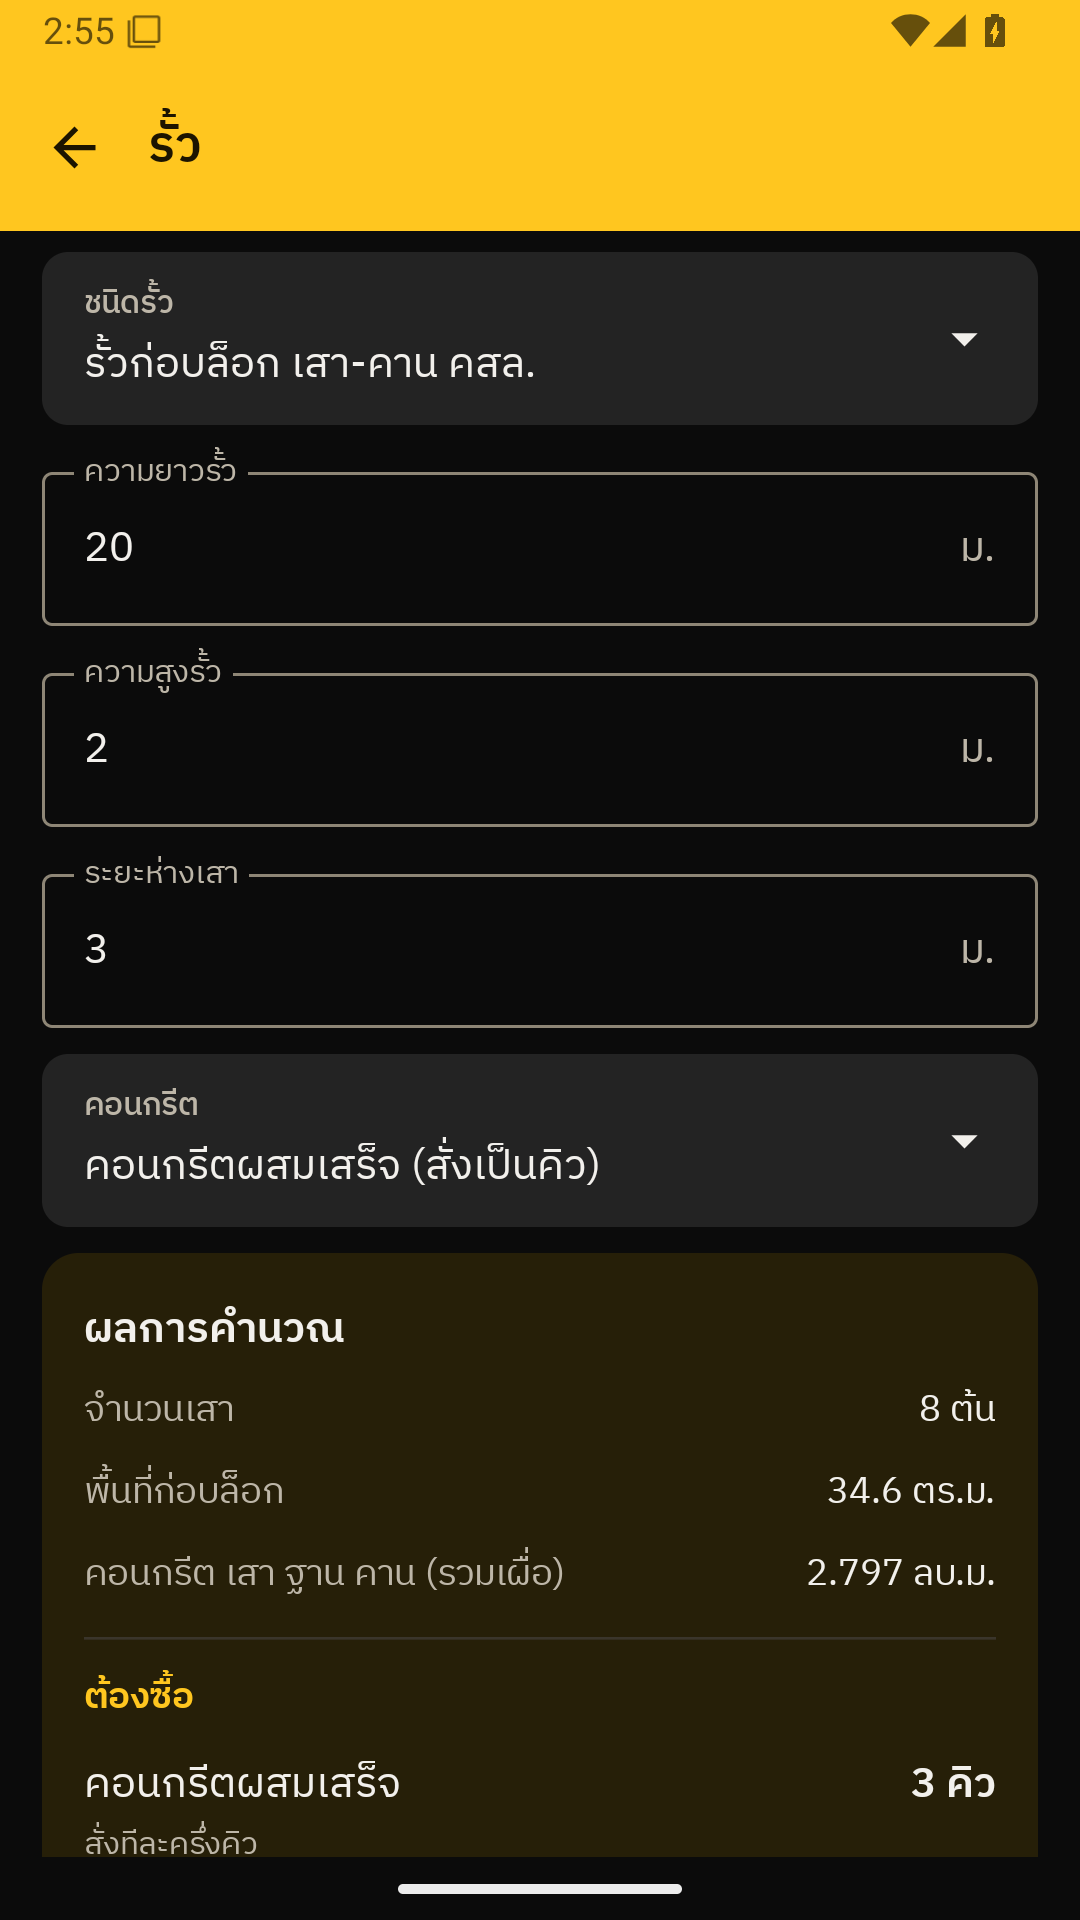 2:55
รั้ว
ชนิดรั้ว
รั้วก่อบล็อก เสา-คาน คสล.
ความยาวรั้ว
20 ม.
ความสูงรั้ว
2 ม.
ระยะห่างเสา
3 ม.
คอนกรีต
คอนกรีตผสมเสร็จ (สั่งเป็นคิว)
ผลการคำนวณ
จำนวนเสา 8 ต้น
พื้นที่ก่อบล็อก 34.6 ตร.ม.
คอนกรีต เสา ฐาน คาน (รวมเผื่อ) 2.797 ลบ.ม.
ต้องซื้อ
คอนกรีตผสมเสร็จ 3 คิว
สั่งทีละครึ่งคิว